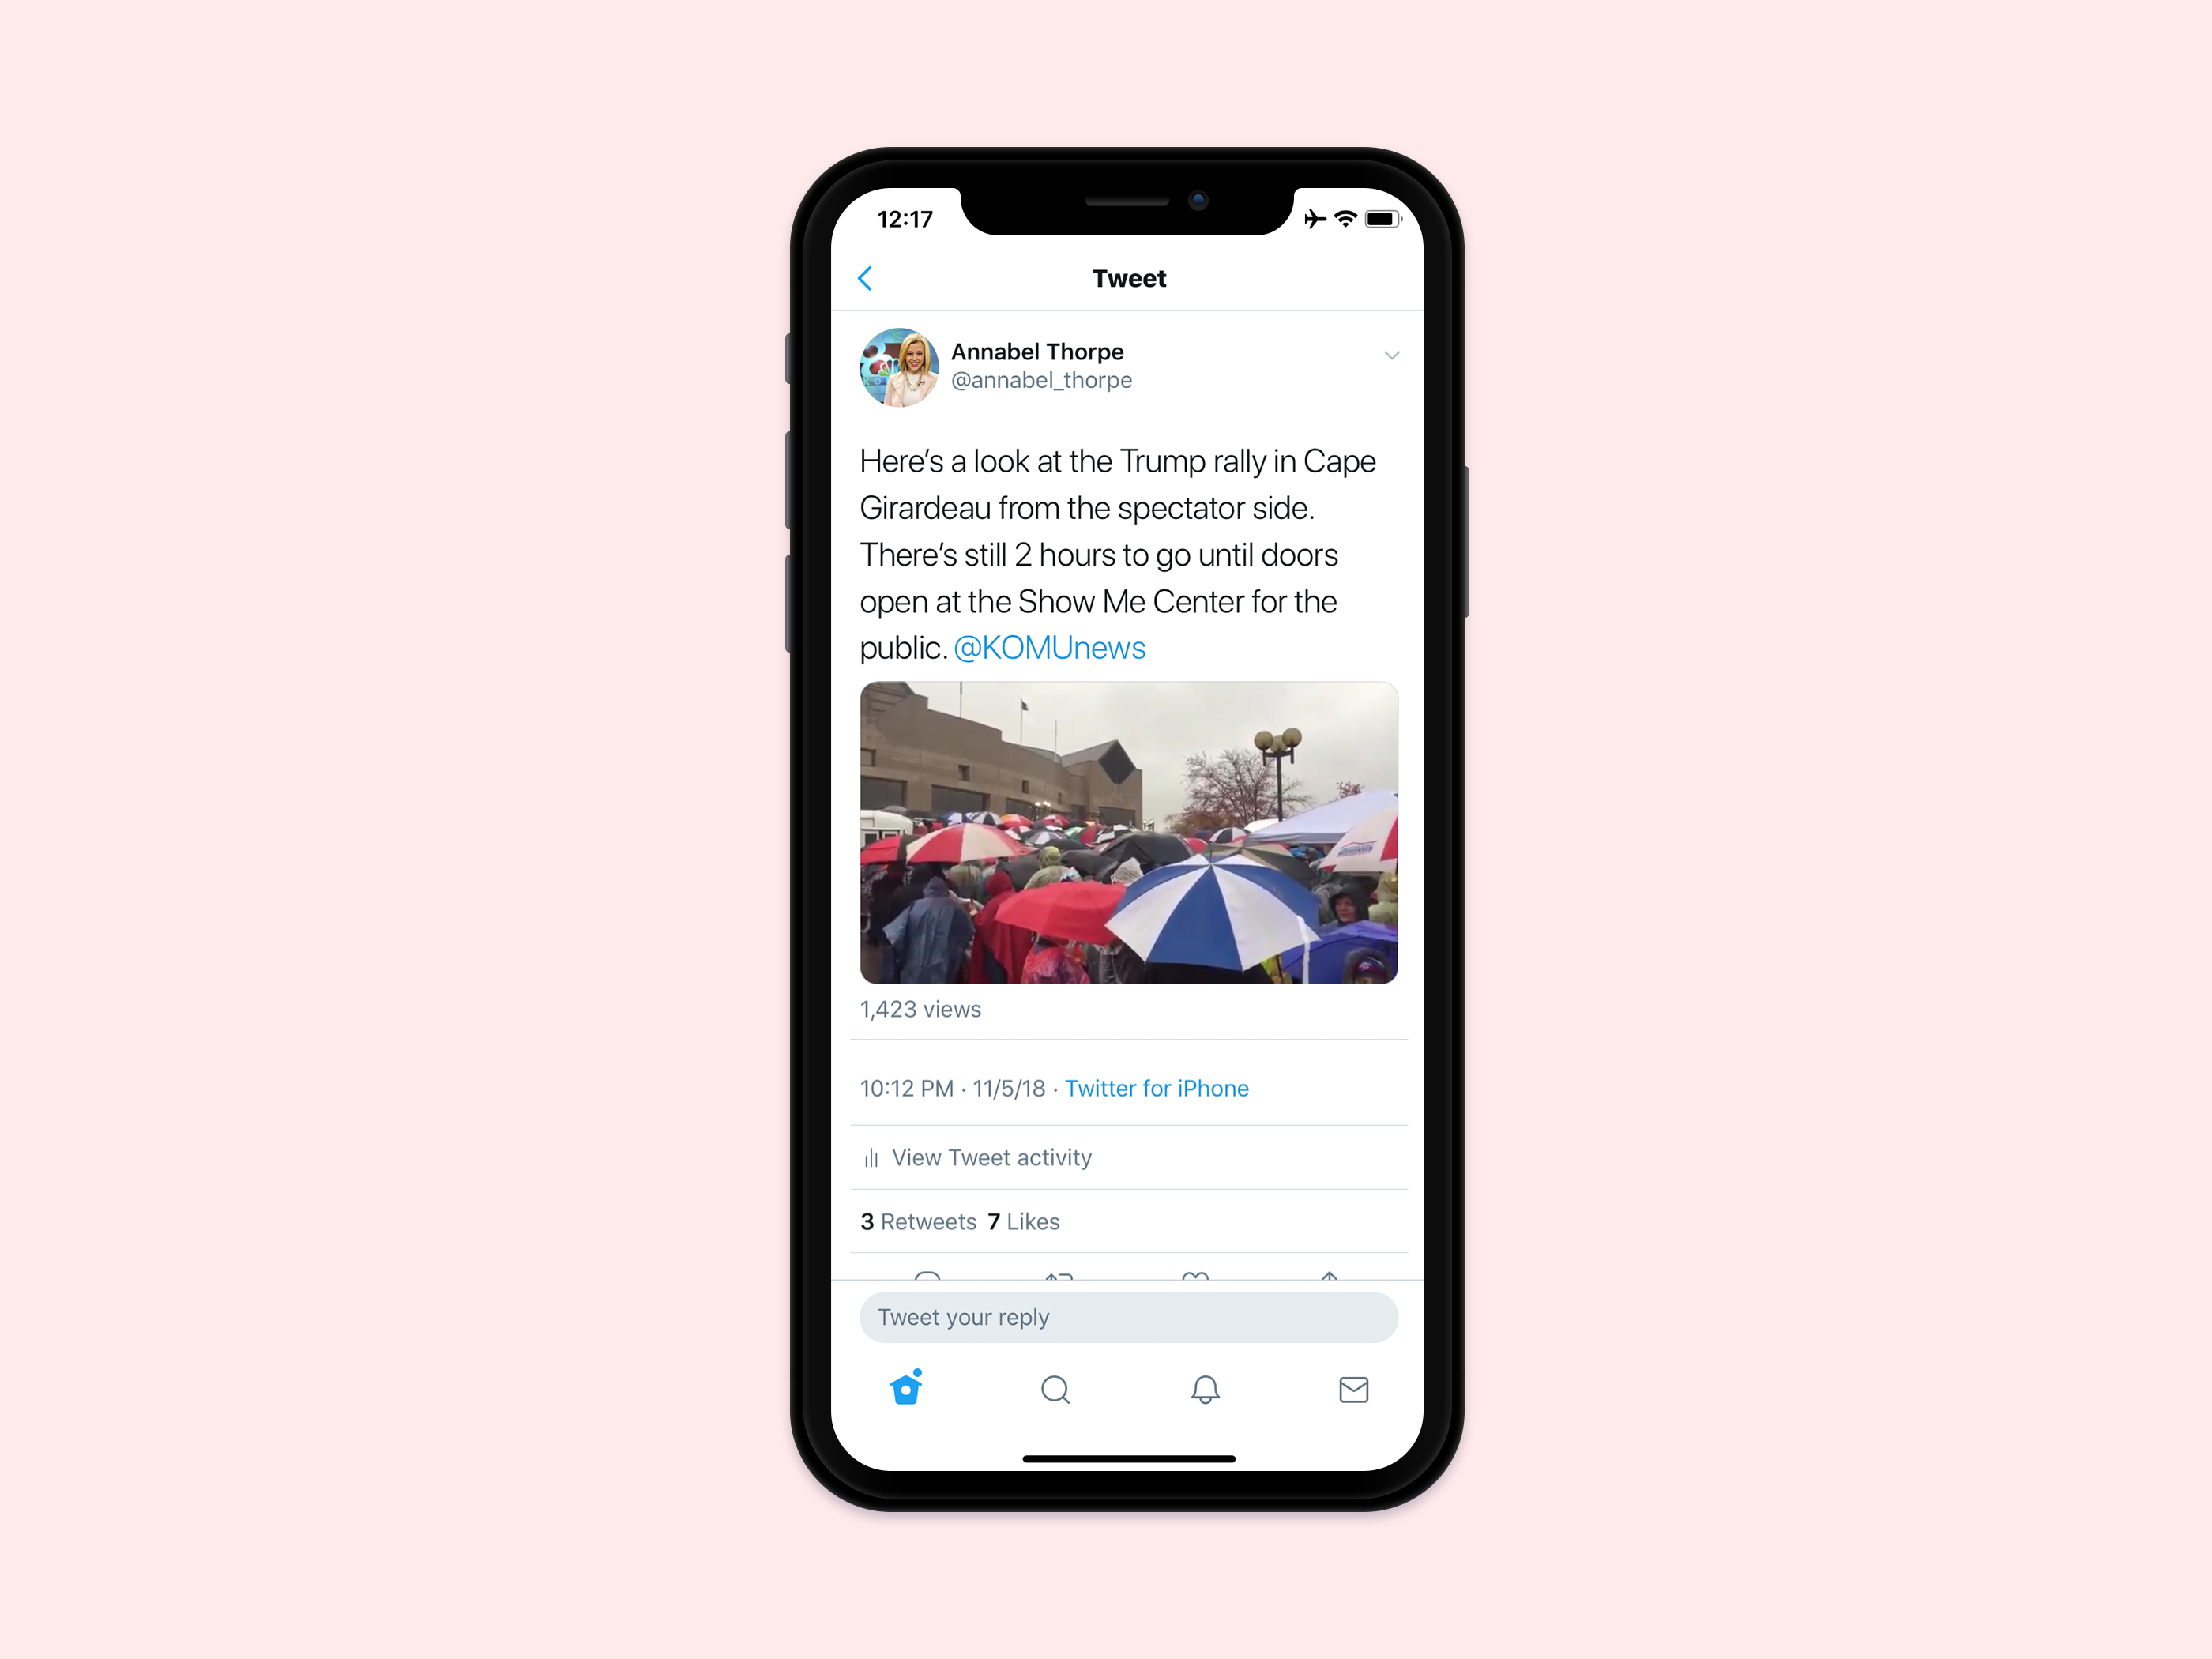 12:17
Tweet
Annabel Thorpe
@annabel_thorpe
Here's a look at the Trump rally in Cape
Girardeau from the spectator side.
There's still 2 hours to go until doors
open at the Show Me Center for the
public. @KOMUnews
1,423 views
10:12 PM · 11/5/18 · Twitter for iPhone
View Tweet activity
3 Retweets 7 Likes
Tweet your reply